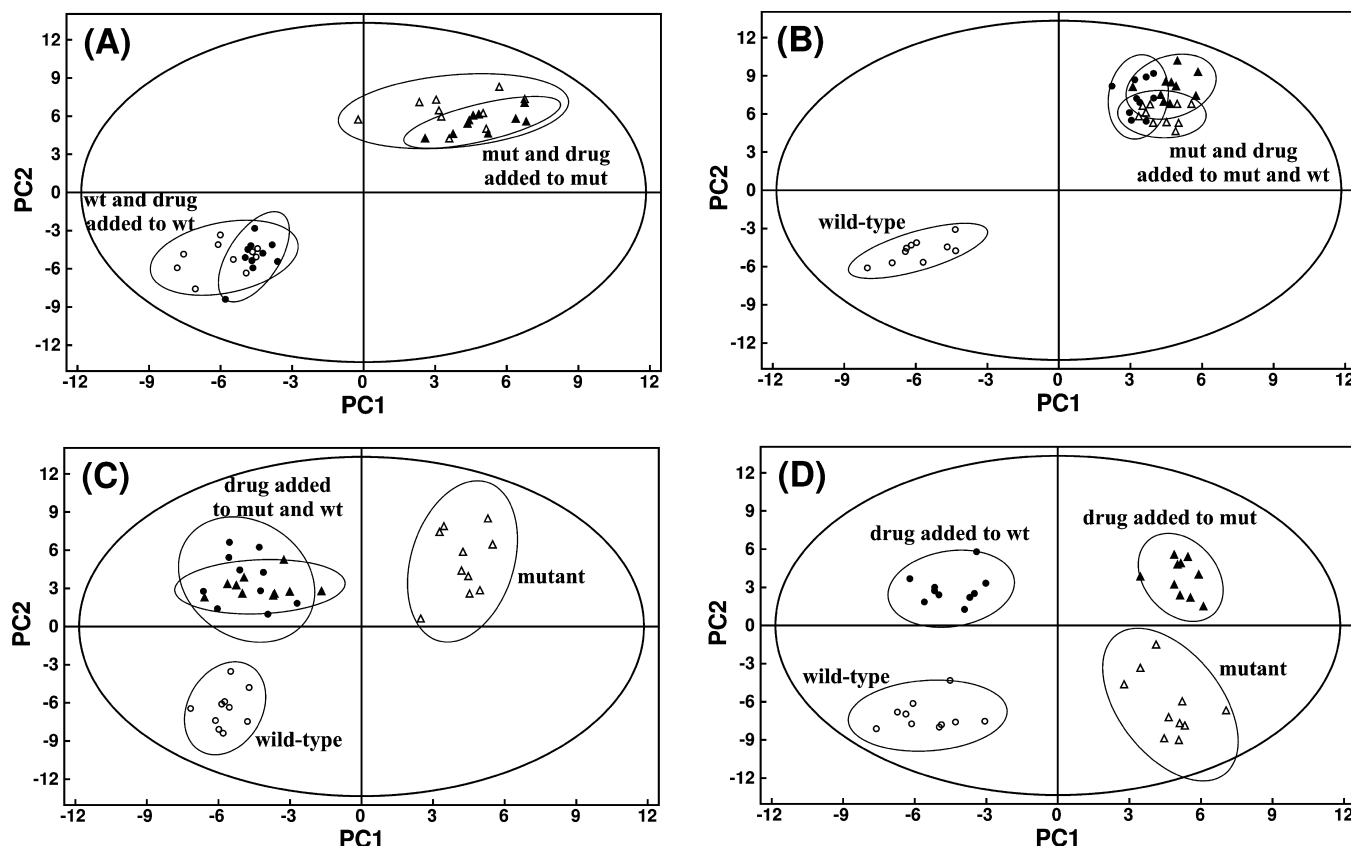 (A)
12
9
6
3
0
-3
-6
-9
-12
PC2
mut and drug
added to mut
wt and drug
added to wt
-12 -9 -6 -3 0 3 6 9 12
PC1
(B)
12
9
6
3
0
-3
-6
-9
-12
PC2
mut and drug
added to mut and wt
wild-type
-12 -9 -6 -3 0 3 6 9 12
PC1
(C)
12
9
6
3
0
-3
-6
-9
-12
PC2
drug added
to mut and wt
mutant
wild-type
-12 -9 -6 -3 0 3 6 9 12
PC1
(D)
12
9
6
3
0
-3
-6
-9
-12
PC2
drug added to mut
drug added to wt
mutant
wild-type
-12 -9 -6 -3 0 3 6 9 12
PC1